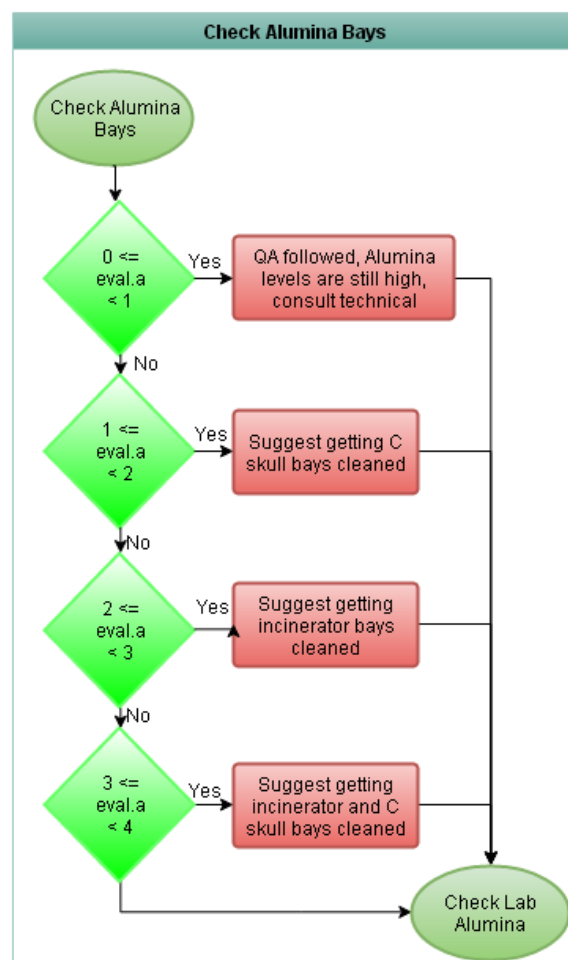 Check Alumina Bays
Check Alumina
Bays
0 <=
eval.a
< 1
Yes
QA followed, Alumina
levels are still high,
consult technical
No
1 <=
eval.a
< 2
Yes
Suggest getting C
skull bays cleaned
No
2 <=
eval.a
< 3
Yes
Suggest getting
incinerator bays
cleaned
No
3 <=
eval.a
< 4
Yes
Suggest getting
incinerator and C
skull bays cleaned
Check Lab
Alumina